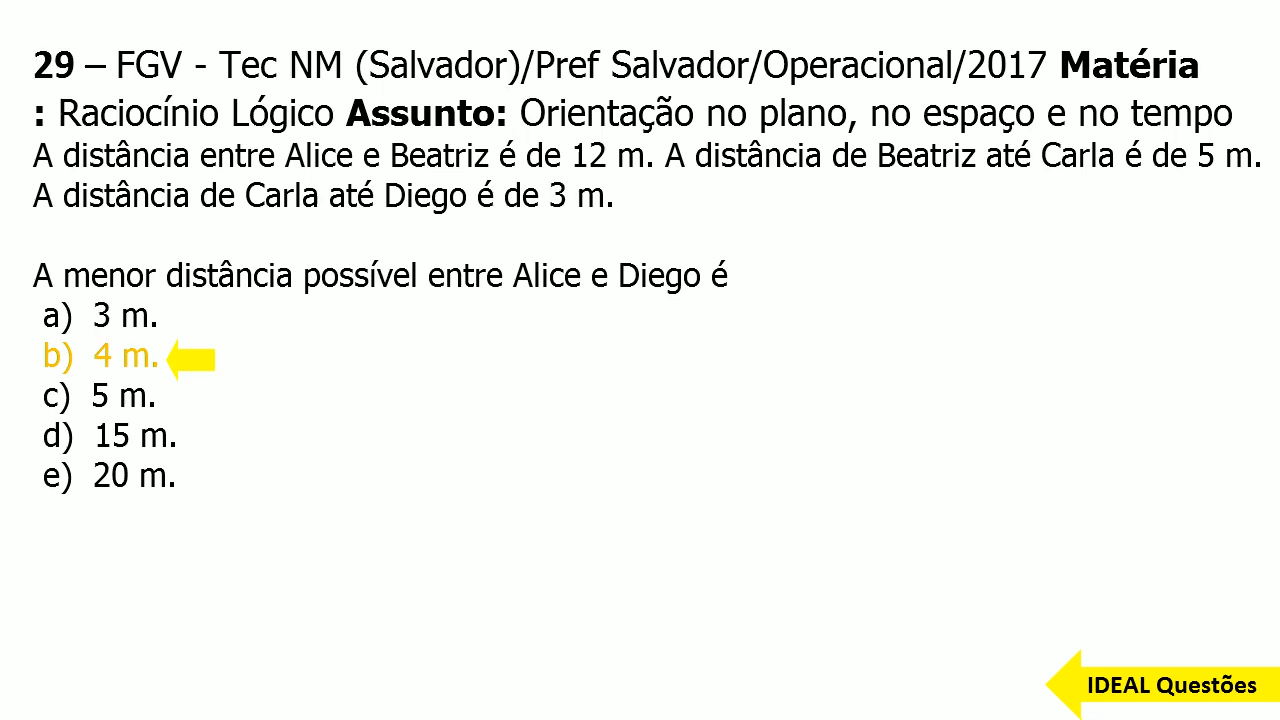 29 – FGV - Tec NM (Salvador)/Pref Salvador/Operacional/2017 Matéria
: Raciocínio Lógico Assunto: Orientação no plano, no espaço e no tempo
A distância entre Alice e Beatriz é de 12 m. A distância de Beatriz até Carla é de 5 m.
A distância de Carla até Diego é de 3 m.
A menor distância possível entre Alice e Diego é
a) 3 m.
b) 4 m.
c) 5 m.
d) 15 m.
e) 20 m.
IDEAL Questões